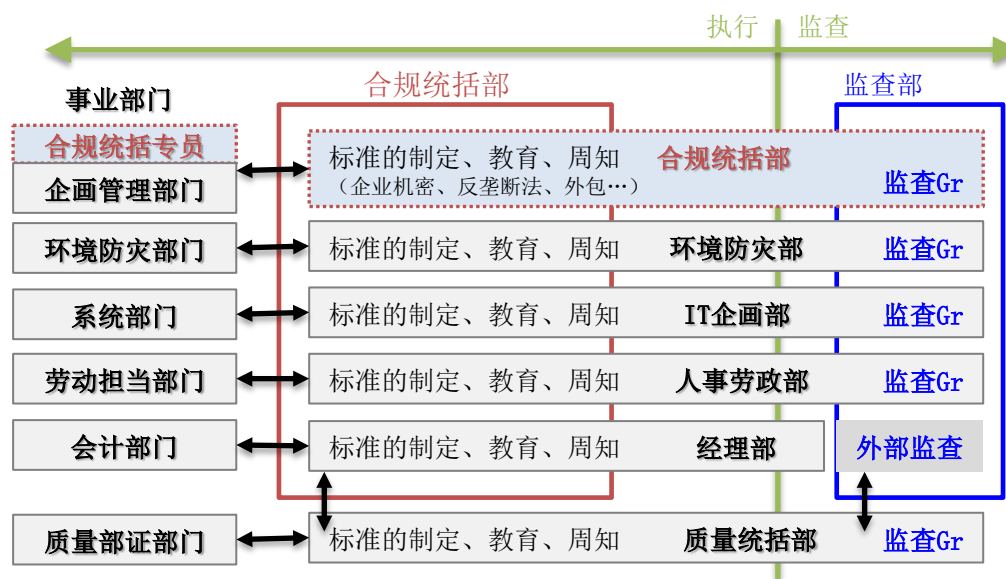 执行 监查
合规统括部 监查部
事业部门
合规统括专员
企画管理部门
标准的制定、教育、周知 合规统括部
（企业机密、反垄断法、外包…） 监查Gr
环境防灾部门 标准的制定、教育、周知 环境防灾部 监查Gr
系统部门 标准的制定、教育、周知 IT企画部 监查Gr
劳动担当部门 标准的制定、教育、周知 人事劳政部 监查Gr
会计部门 标准的制定、教育、周知 经理部 外部监查
质量部证部门 标准的制定、教育、周知 质量统括部 监查Gr